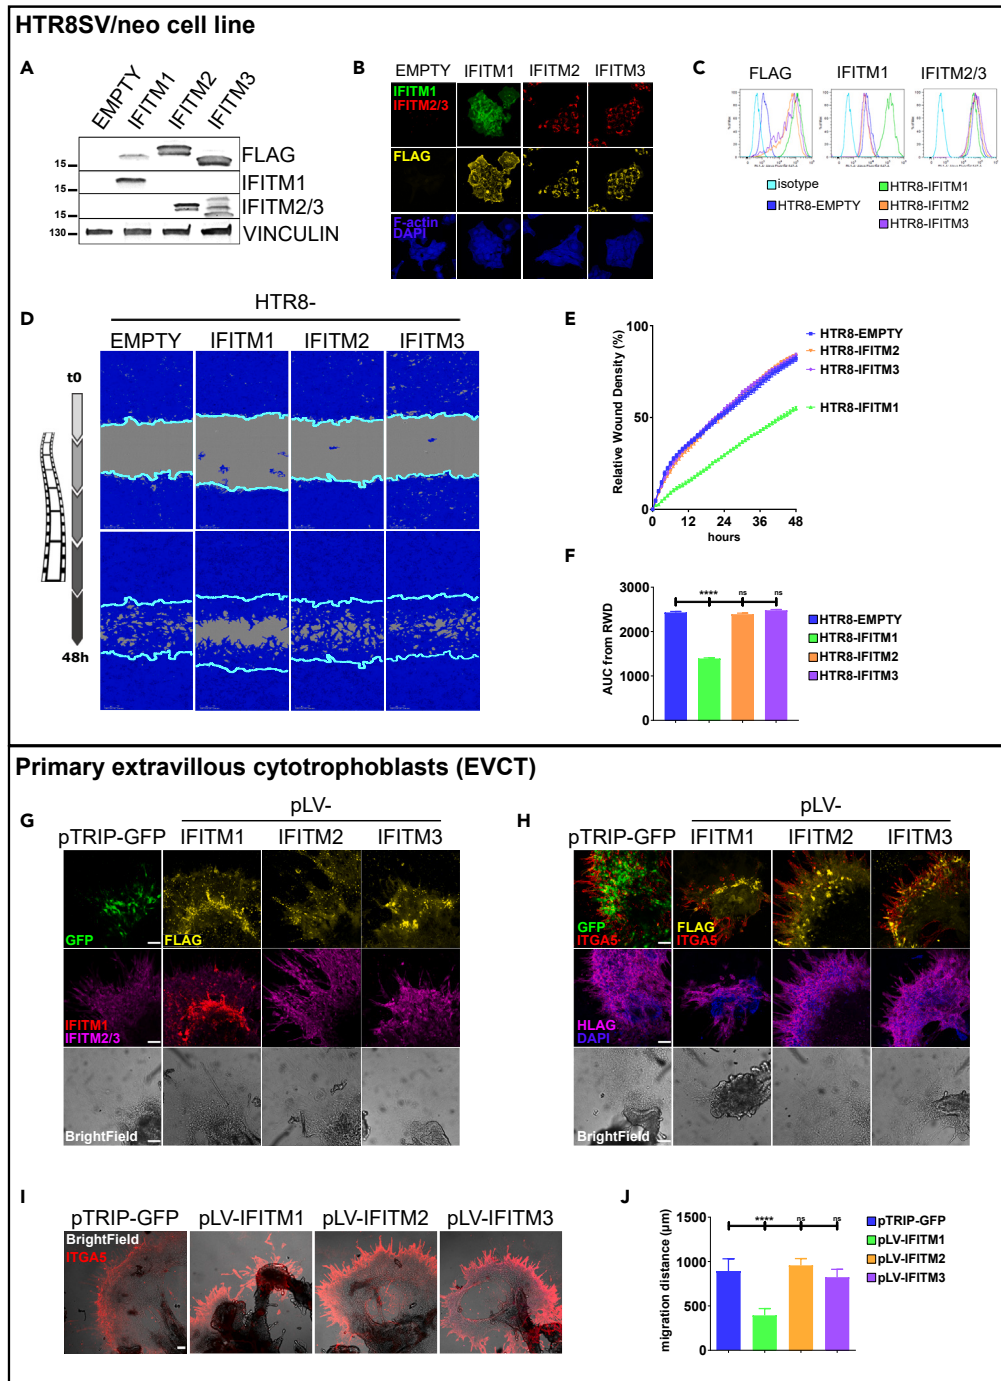 HTR8SV/neo cell line
A
EMPTY
IFITM1
IFITM2
IFITM3
15
FLAG
15
IFITM1
15
IFITM2/3
130
VINCULIN
B
EMPTY IFITM1 IFITM2 IFITM3
IFITM1
IFITM2/3
FLAG
F-actin
DAPI
C
FLAG IFITM1 IFITM2/3
isotype
HTR8-EMPTY
HTR8-IFITM1
HTR8-IFITM2
HTR8-IFITM3
D
HTR8-
EMPTY IFITM1 IFITM2 IFITM3
t0
48h
E
Relative Wound Density (%)
100
50
0
0 12 24 36 48
hours
HTR8-EMPTY
HTR8-IFITM2
HTR8-IFITM3
HTR8-IFITM1
F
AUC from RWD
3000
2000
1000
0
**** ns ns
HTR8-EMPTY
HTR8-IFITM1
HTR8-IFITM2
HTR8-IFITM3
Primary extravillous cytotrophoblasts (EVCT)
G
pLV-
pTRIP-GFP IFITM1 IFITM2 IFITM3
GFP
FLAG
IFITM1
IFITM2/3
BrightField
H
pLV-
pTRIP-GFP IFITM1 IFITM2 IFITM3
GFP
ITGA5
FLAG
ITGA5
HLAG
DAPI
BrightField
I
pTRIP-GFP pLV-IFITM1 pLV-IFITM2 pLV-IFITM3
BrightField
ITGA5
J
migration distance (µm)
1500
1000
500
0
**** ns ns
pTRIP-GFP
pLV-IFITM1
pLV-IFITM2
pLV-IFITM3